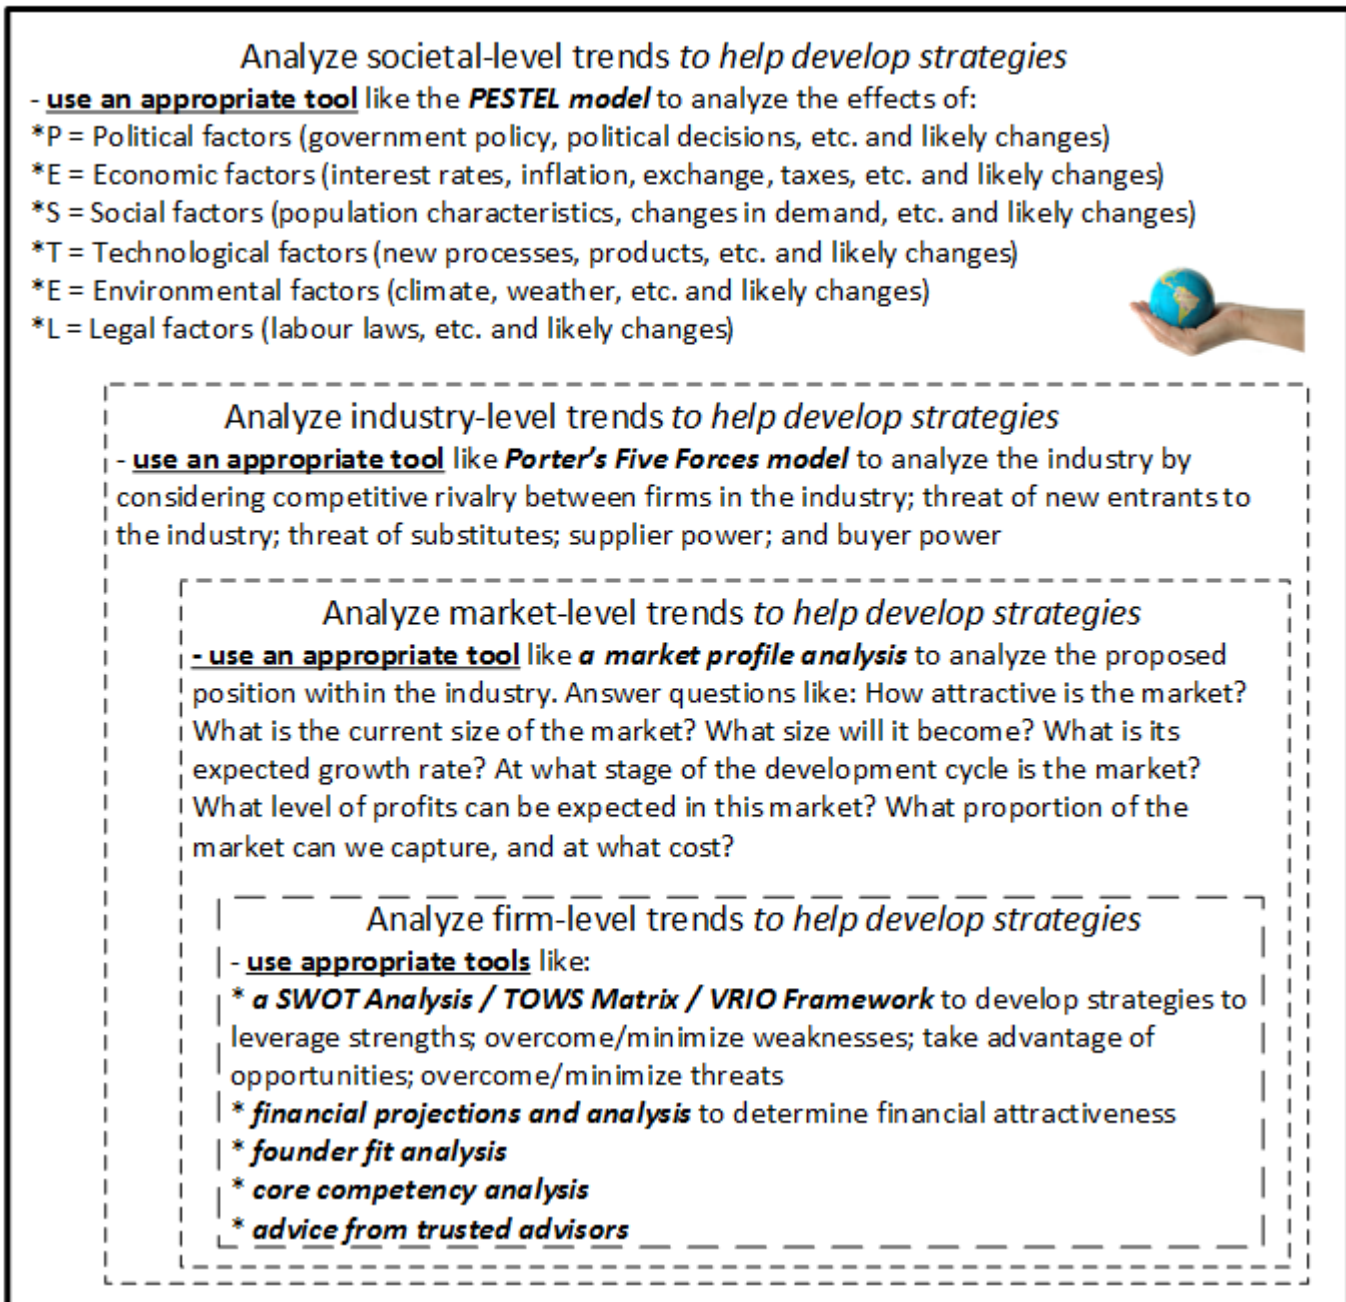 Analyze societal-level trends to help develop strategies
- use an appropriate tool like the PESTEL model to analyze the effects of:
*P = Political factors (government policy, political decisions, etc. and likely changes)
*E = Economic factors (interest rates, inflation, exchange, taxes, etc. and likely changes)
*S = Social factors (population characteristics, changes in demand, etc. and likely changes)
*T = Technological factors (new processes, products, etc. and likely changes)
*E = Environmental factors (climate, weather, etc. and likely changes)
*L = Legal factors (labour laws, etc. and likely changes)
Analyze industry-level trends to help develop strategies
- use an appropriate tool like Porter's Five Forces model to analyze the industry by
considering competitive rivalry between firms in the industry; threat of new entrants to
the industry; threat of substitutes; supplier power; and buyer power
Analyze market-level trends to help develop strategies
- use an appropriate tool like a market profile analysis to analyze the proposed
position within the industry. Answer questions like: How attractive is the market?
What is the current size of the market? What size will it become? What is its
expected growth rate? At what stage of the development cycle is the market?
What level of profits can be expected in this market? What proportion of the
market can we capture, and at what cost?
Analyze firm-level trends to help develop strategies
- use appropriate tools like:
* a SWOT Analysis / TOWS Matrix / VRIO Framework to develop strategies to
leverage strengths; overcome/minimize weaknesses; take advantage of
opportunities; overcome/minimize threats
* financial projections and analysis to determine financial attractiveness
* founder fit analysis
* core competency analysis
* advice from trusted advisors